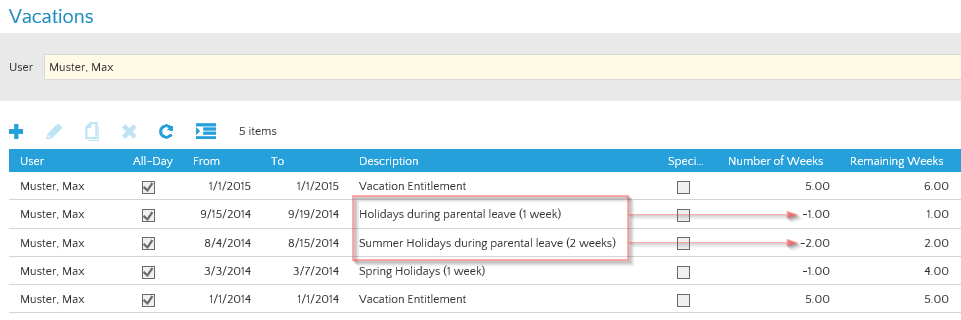 Vacations
User Muster, Max
5 items
User All-Day From To Description Speci... Number of Weeks Remaining Weeks
Muster, Max 1/1/2015 1/1/2015 Vacation Entitlement 5.00 6.00
Muster, Max 9/15/2014 9/19/2014 Holidays during parental leave (1 week) -1.00 1.00
Muster, Max 8/4/2014 8/15/2014 Summer Holidays during parental leave (2 weeks) -2.00 2.00
Muster, Max 3/3/2014 3/7/2014 Spring Holidays (1 week) -1.00 4.00
Muster, Max 1/1/2014 1/1/2014 Vacation Entitlement 5.00 5.00